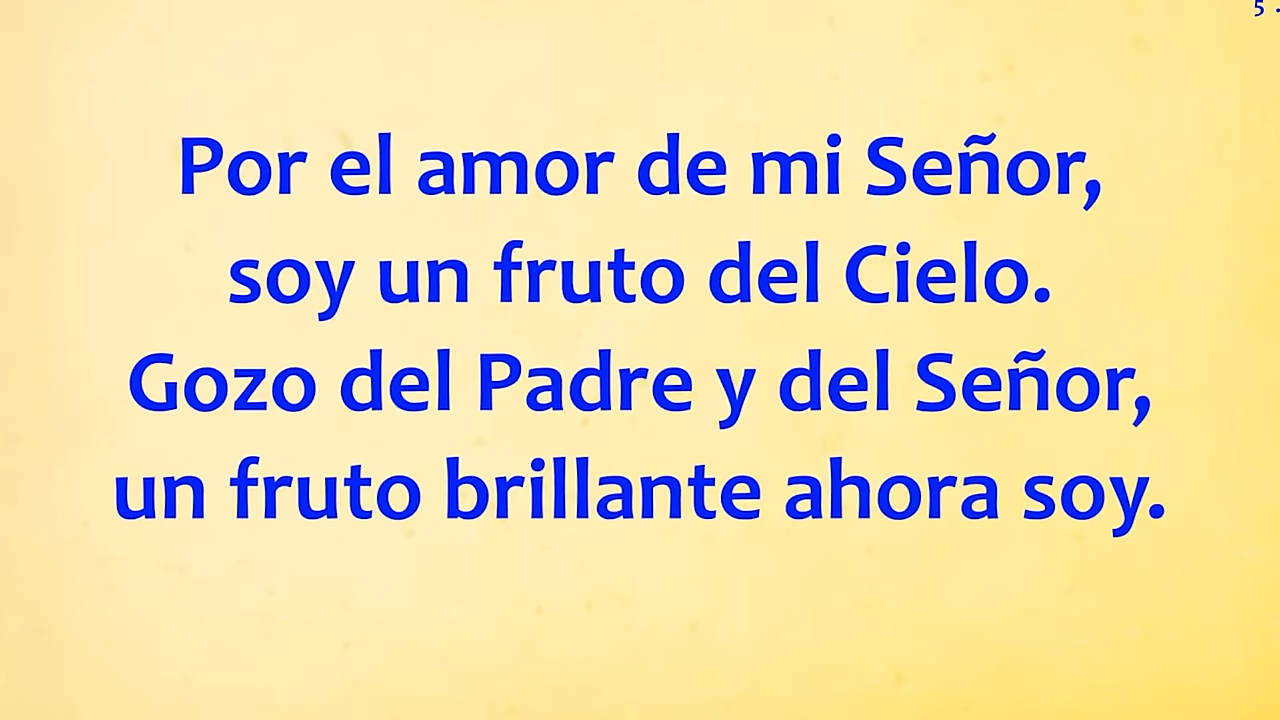 5.
Por el amor de mi Señor,
soy un fruto del Cielo.
Gozo del Padre y del Señor,
un fruto brillante ahora soy.